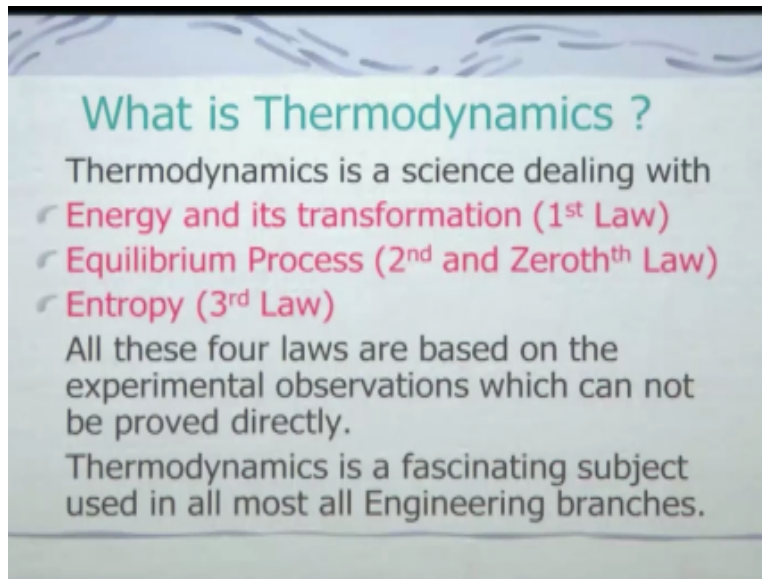 What is Thermodynamics ?
Thermodynamics is a science dealing with
Energy and its transformation (1st Law)
Equilibrium Process (2nd and Zerothth Law)
Entropy (3rd Law)
All these four laws are based on the
experimental observations which can not
be proved directly.
Thermodynamics is a fascinating subject
used in all most all Engineering branches.